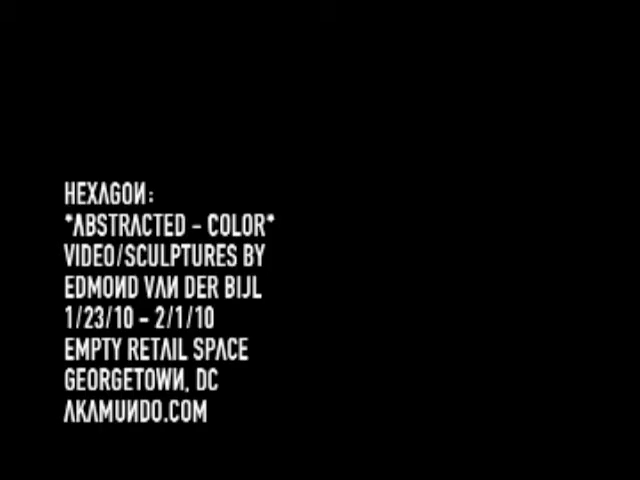 HEXAGON:
*ABSTRACTED - COLOR*
VIDEO/SCULPTURES BY
EDMOND VAN DER BIJL
1/23/10 - 2/1/10
EMPTY RETAIL SPACE
GEORGETOWN, DC
AKAMUNDO.COM